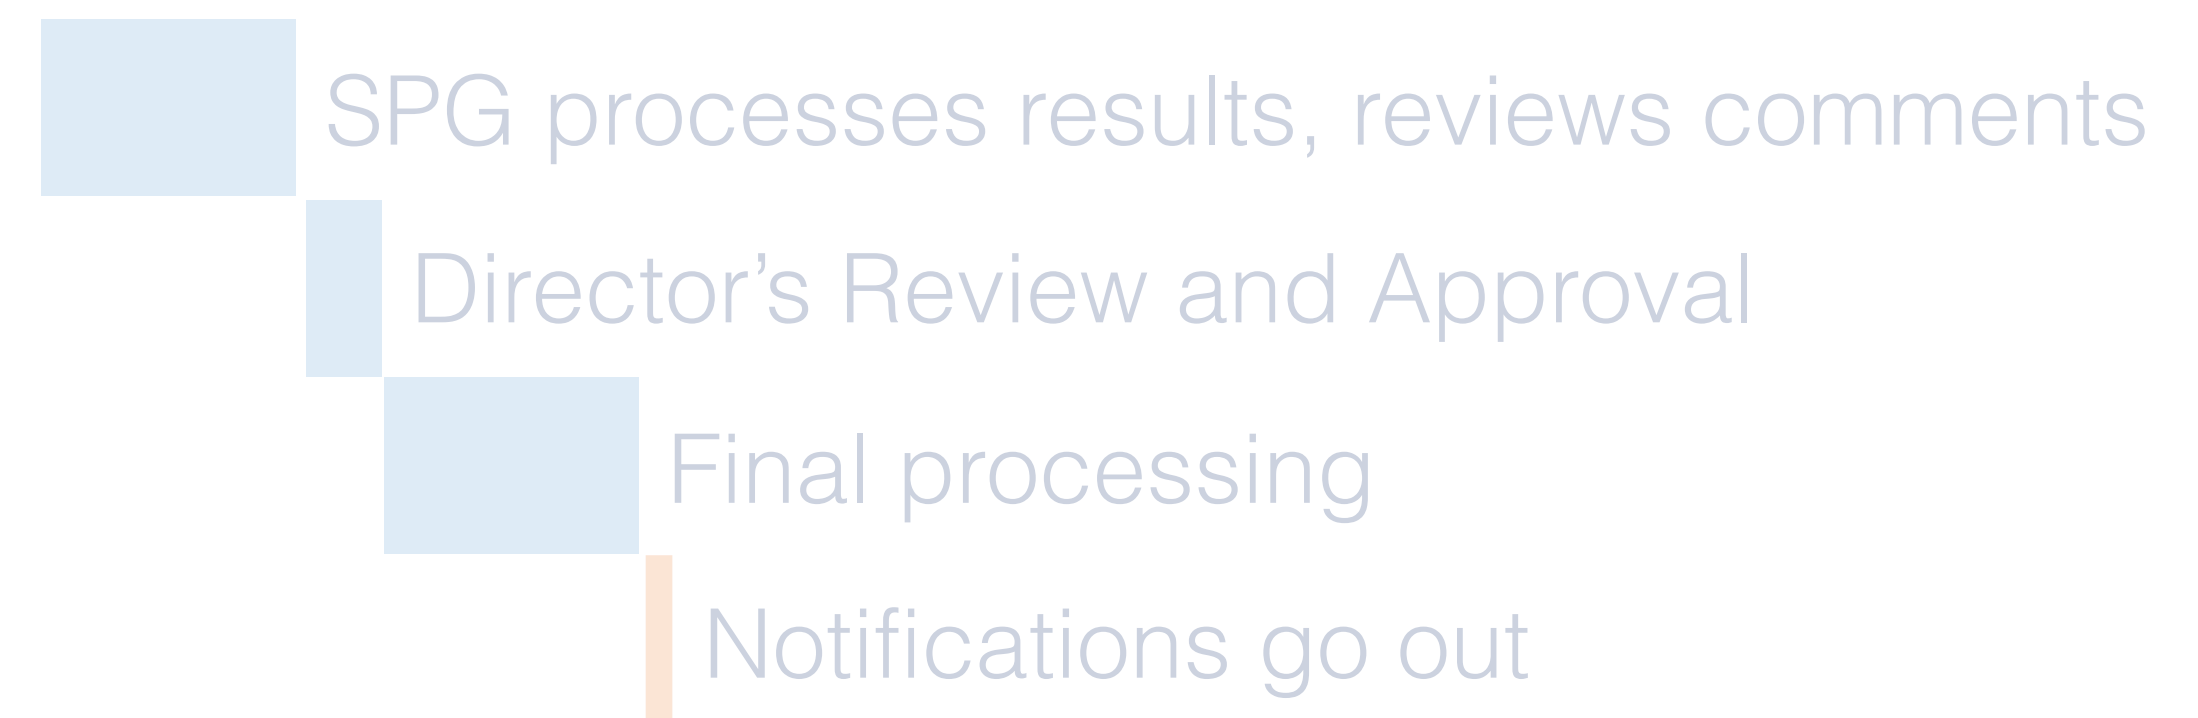 SPG processes results, reviews comments
Director’s Review and Approval
Final processing
Notifications go out